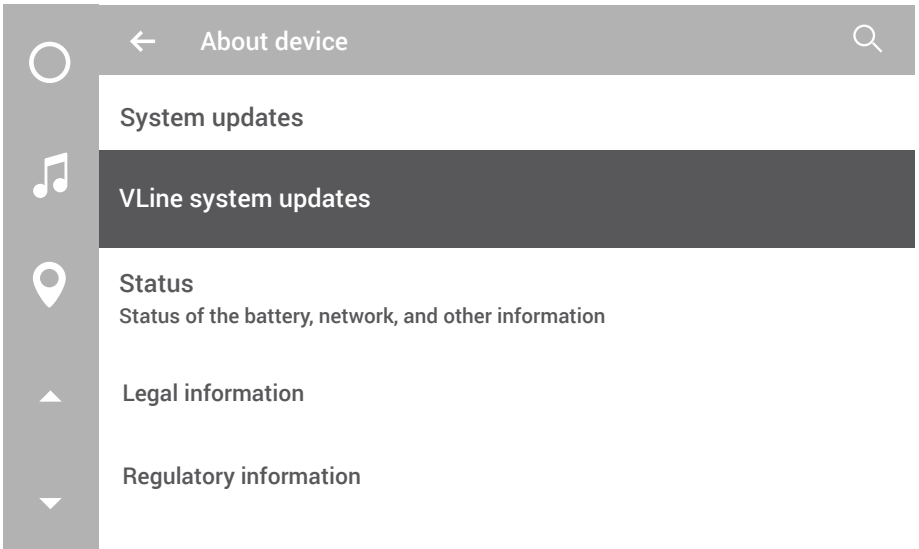 About device
System updates
VLine system updates
Status
Status of the battery, network, and other information
Legal information
Regulatory information